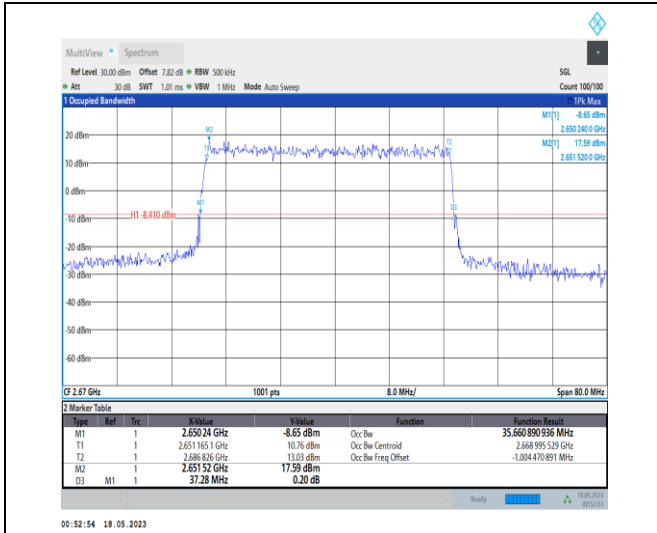 MultiView Spectrum
Ref Level 30.00 dBm Offset 7.82 dB RBW 500 kHz SGL
Att 30 dB SWT 1.01 ms VBW 1 MHz Mode Auto Sweep Count 100/100
1 Occupied Bandwidth 1Pk Max
M1[1] -8.65 dBm
2.650 240 0 GHz
M2[1] 17.59 dBm
2.651 520 0 GHz
M2
20 dBm
T1
T2
10 dBm
0 dBm
M1
D3
H1 -8.410 dBm
-10 dBm
-20 dBm
-30 dBm
-40 dBm
-50 dBm
-60 dBm
CF 2.67 GHz 1001 pts 8.0 MHz/ Span 80.0 MHz
2 Marker Table
Type Ref Trc X-Value Y-Value Function Function Result
M1 1 2.650 24 GHz -8.65 dBm Occ Bw 35.660 890 936 MHz
T1 1 2.651 165 1 GHz 10.76 dBm Occ Bw Centroid 2.668 995 529 GHz
T2 1 2.686 826 GHz 13.03 dBm Occ Bw Freq Offset -1.004 470 891 MHz
M2 1 2.651 52 GHz 17.59 dBm
D3 M1 1 37.28 MHz 0.20 dB
Ready 18.05.2023
00:52:53
00:52:54 18.05.2023